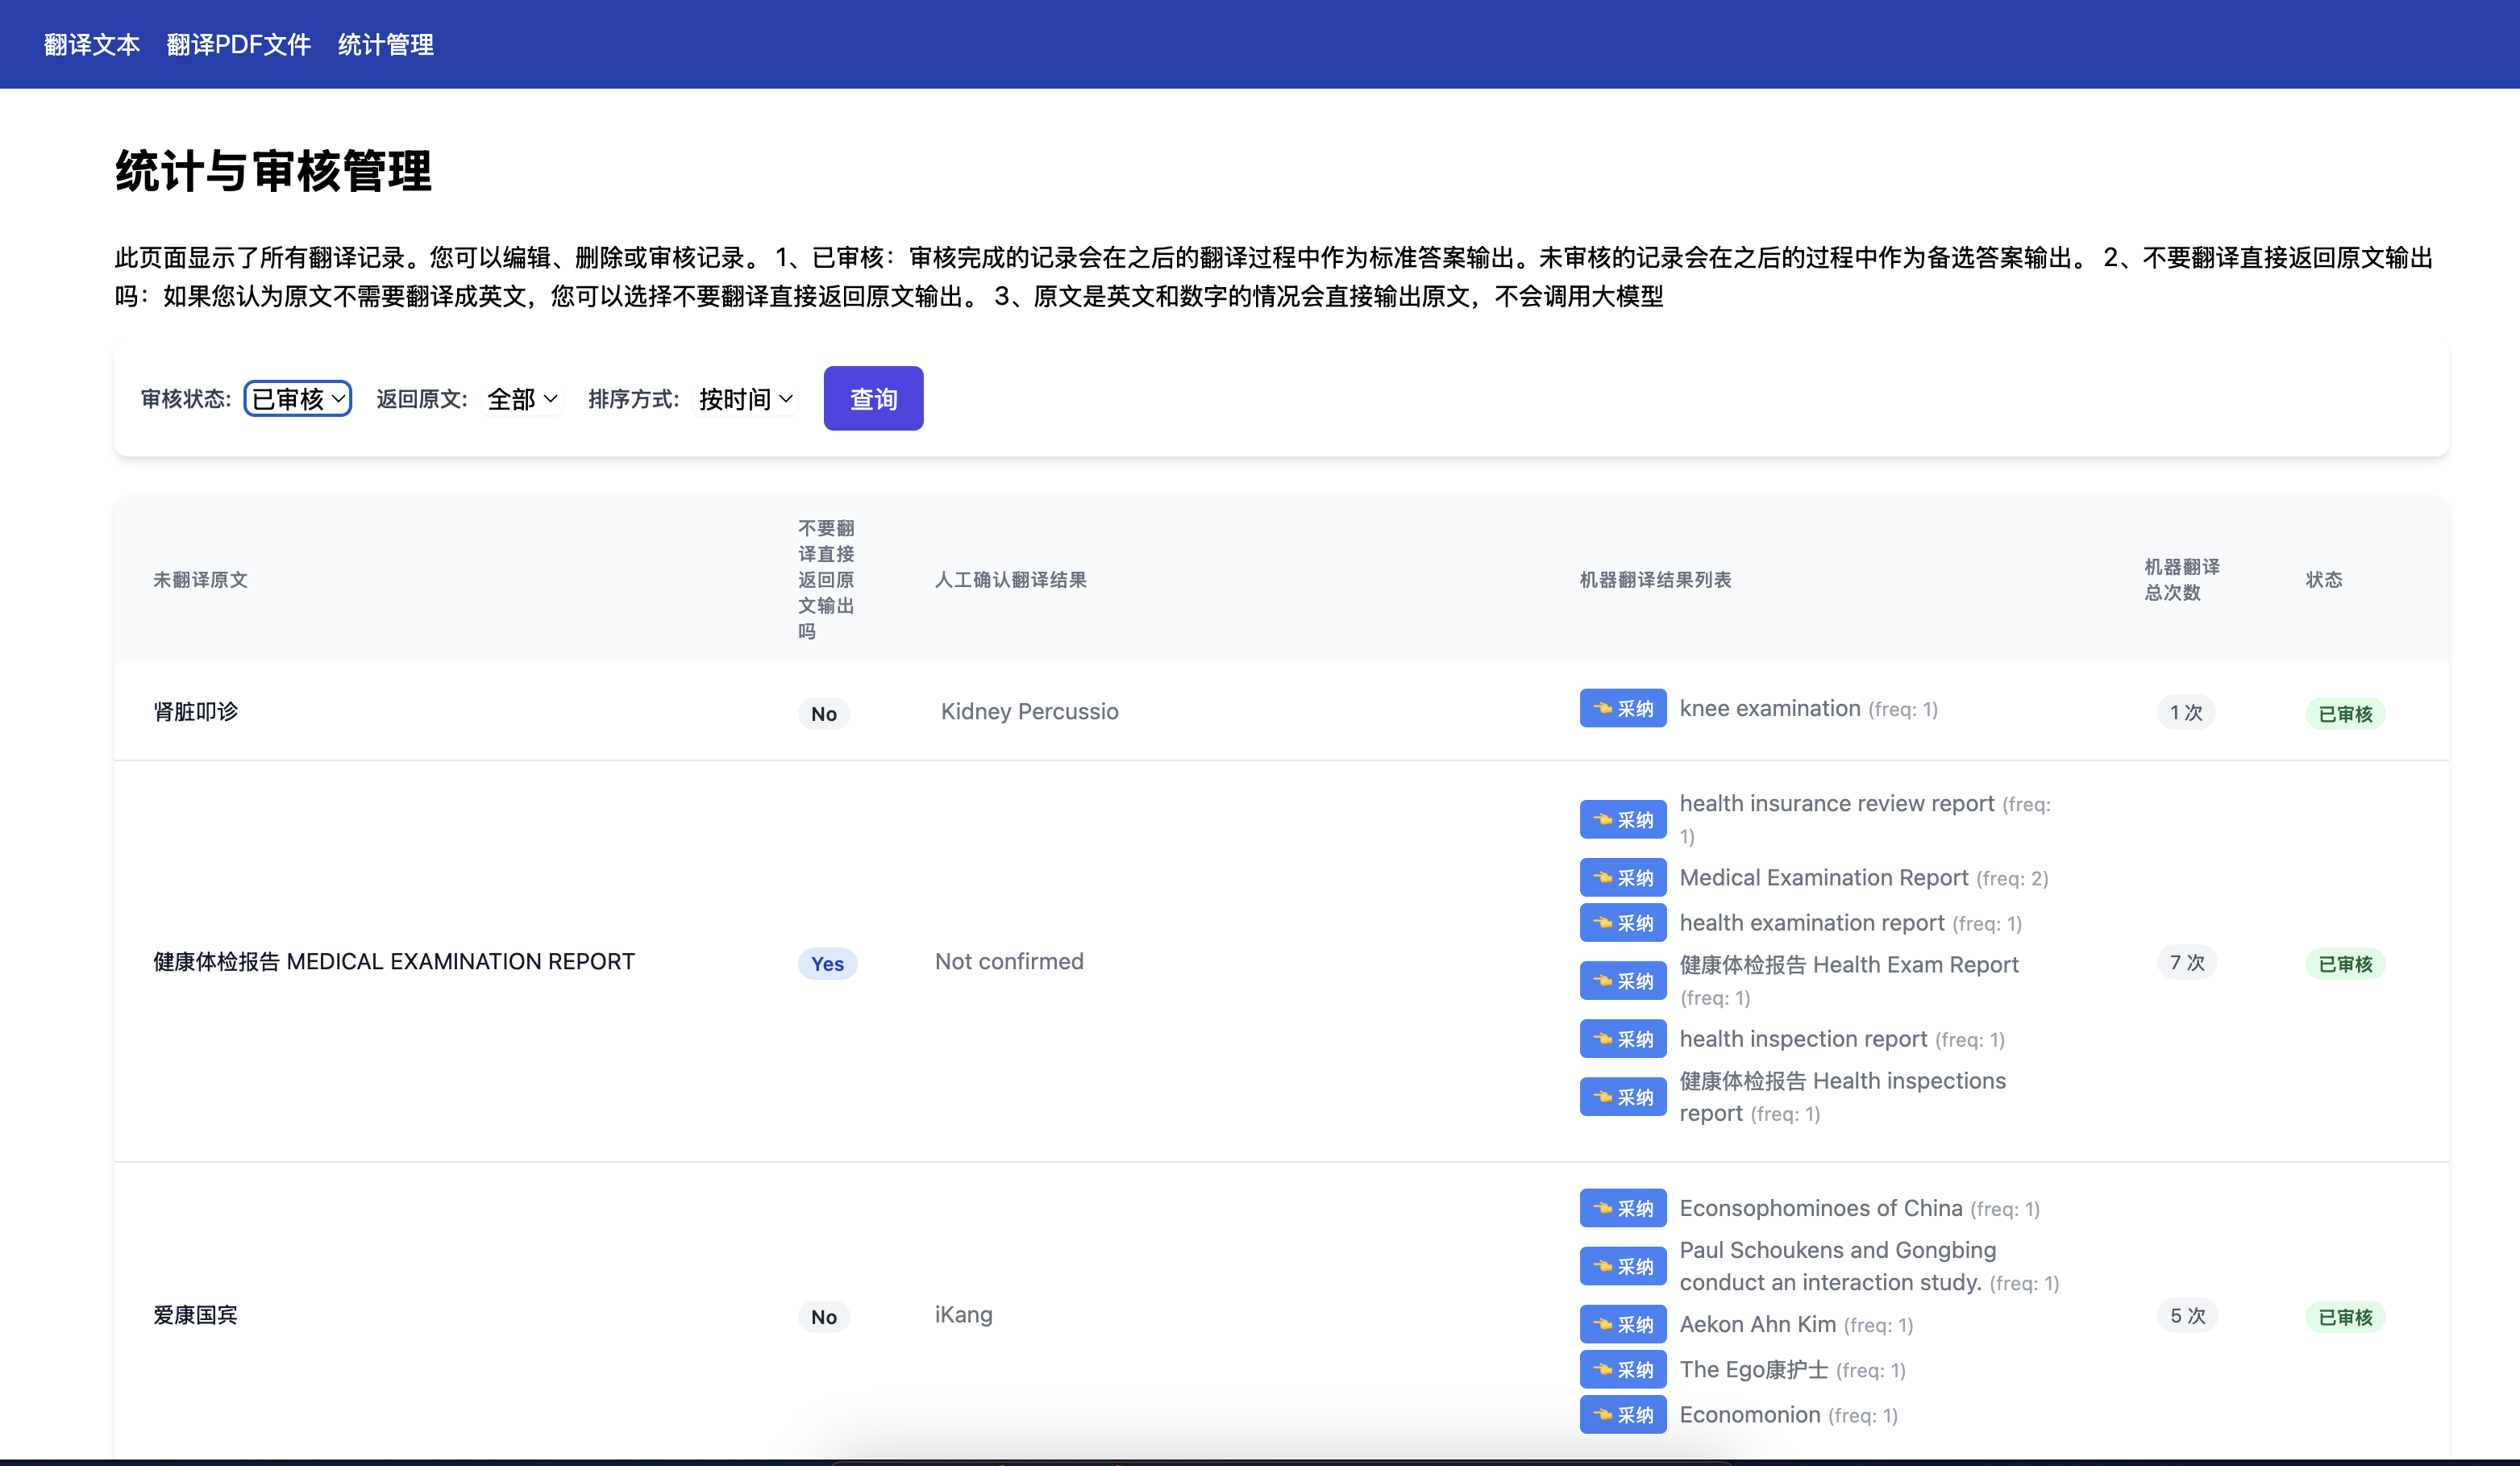 翻译文本 翻译PDF文件 统计管理
统计与审核管理
此页面显示了所有翻译记录。您可以编辑、删除或审核记录。 1、已审核：审核完成的记录会在之后的翻译过程中作为标准答案输出。未审核的记录会在之后的过程中作为备选答案输出。 2、不要翻译直接返回原文输出
吗：如果您认为原文不需要翻译成英文，您可以选择不要翻译直接返回原文输出。 3、原文是英文和数字的情况会直接输出原文，不会调用大模型
审核状态: 已审核 返回原文: 全部 排序方式: 按时间 查询
未翻译原文
不要翻
译直接
返回原
文输出
吗
人工确认翻译结果
机器翻译结果列表
机器翻译
总次数
状态
肾脏叩诊 No Kidney Percussio 👈 采纳 knee examination (freq: 1) 1 次 已审核
健康体检报告 MEDICAL EXAMINATION REPORT Yes Not confirmed
👈 采纳 health insurance review report (freq:
1)
👈 采纳 Medical Examination Report (freq: 2)
👈 采纳 health examination report (freq: 1)
👈 采纳 健康体检报告 Health Exam Report
(freq: 1)
👈 采纳 health inspection report (freq: 1)
👈 采纳 健康体检报告 Health inspections
report (freq: 1)
7 次 已审核
爱康国宾 No iKang
👈 采纳 Econsophominoes of China (freq: 1)
👈 采纳 Paul Schoukens and Gongbing
conduct an interaction study. (freq: 1)
👈 采纳 Aekon Ahn Kim (freq: 1)
👈 采纳 The Ego康护士 (freq: 1)
👈 采纳 Economonion (freq: 1)
5 次 已审核